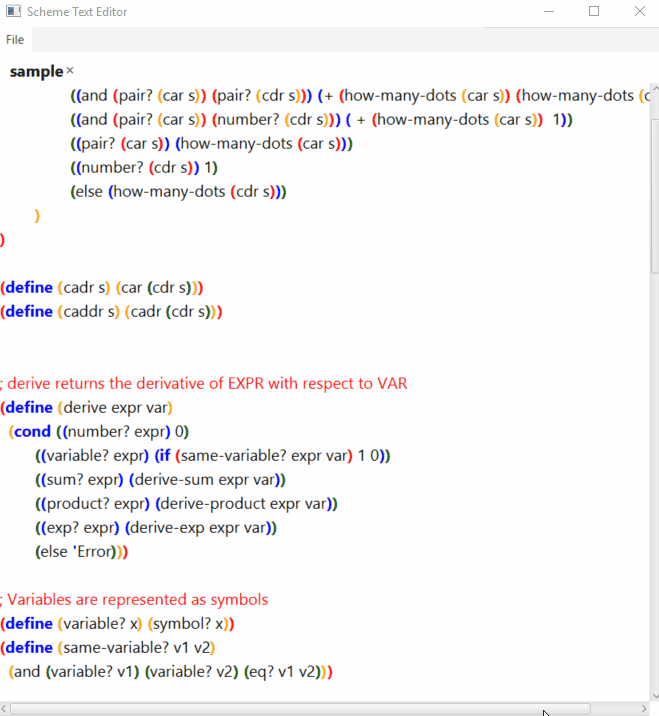 Scheme Text Editor
File
sample×
((and (pair? (car s)) (pair? (cdr s))) (+ (how-many-dots (car s)) (how-many-dots (c
((and (pair? (car s)) (number? (cdr s))) ( + (how-many-dots (car s))  1))
((pair? (car s)) (how-many-dots (car s)))
((number? (cdr s)) 1)
(else (how-many-dots (cdr s)))
)
)
(define (cadr s) (car (cdr s)))
(define (caddr s) (cadr (cdr s)))
; derive returns the derivative of EXPR with respect to VAR
(define (derive expr var)
(cond ((number? expr) 0)
((variable? expr) (if (same-variable? expr var) 1 0))
((sum? expr) (derive-sum expr var))
((product? expr) (derive-product expr var))
((exp? expr) (derive-exp expr var))
(else 'Error)))
; Variables are represented as symbols
(define (variable? x) (symbol? x))
(define (same-variable? v1 v2)
(and (variable? v1) (variable? v2) (eq? v1 v2)))